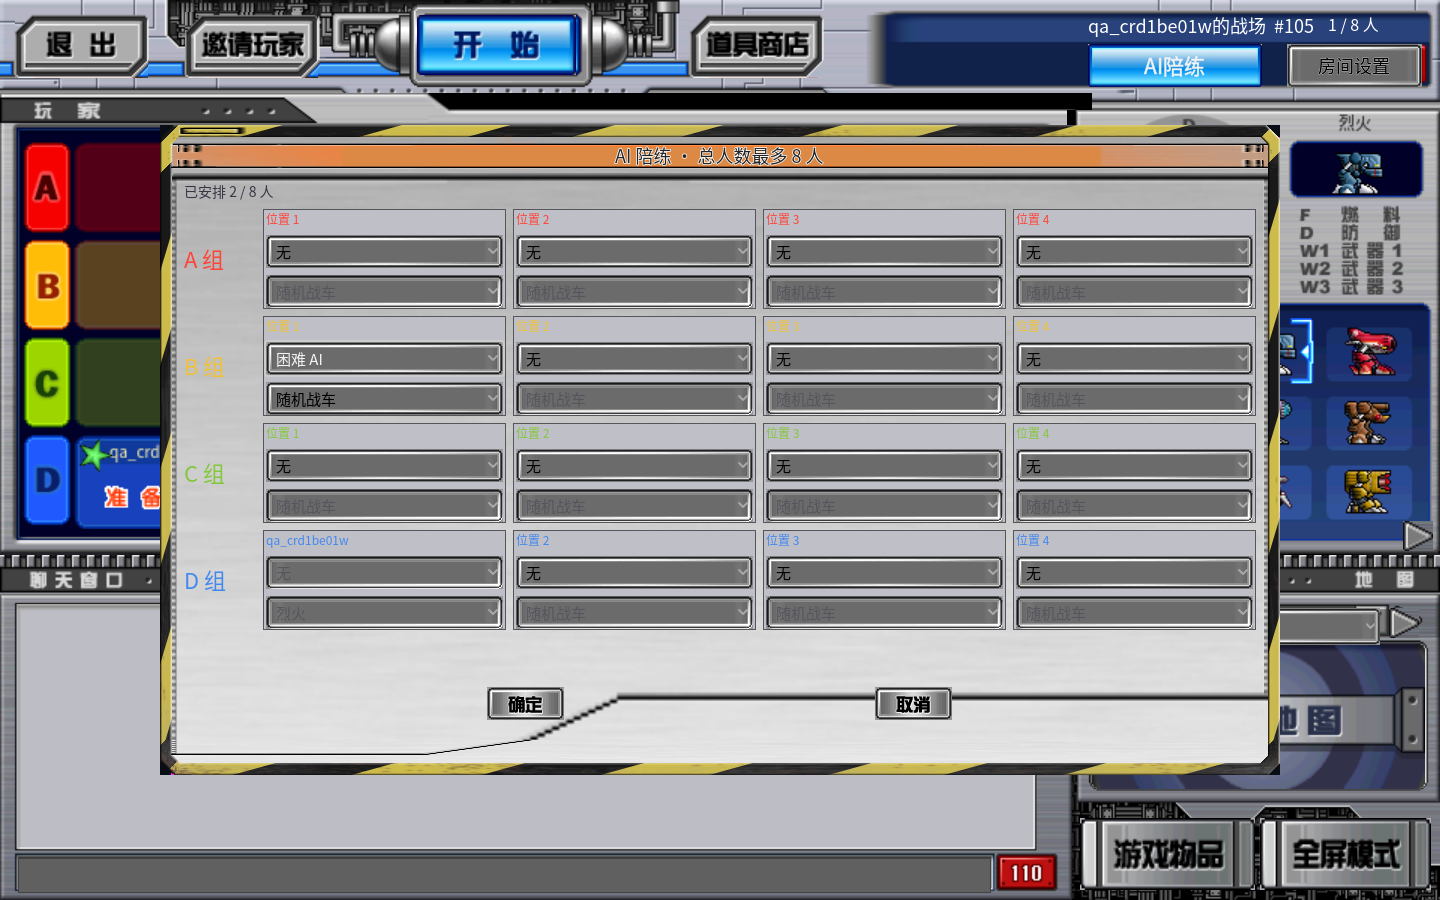 退 出
邀请玩家
开 始
道具商店
qa_crd1be01w的战场 #105 1 / 8 人
AI陪练
房间设置
玩 家
烈火
AI 陪练 · 总人数最多 8 人
已安排 2 / 8 人
A
B
C
D
qa_crd
准 备
A 组
位置 1
位置 2
位置 3
位置 4
无
无
无
无
随机战车
随机战车
随机战车
随机战车
B 组
位置 1
位置 2
位置 3
位置 4
困难 AI
无
无
无
随机战车
随机战车
随机战车
随机战车
C 组
位置 1
位置 2
位置 3
位置 4
无
无
无
无
随机战车
随机战车
随机战车
随机战车
D 组
qa_crd1be01w
位置 2
位置 3
位置 4
无
无
无
无
烈火
随机战车
随机战车
随机战车
确定
取消
F 燃 料
D 防 御
W1 武 器 1
W2 武 器 2
W3 武 器 3
聊天窗口
地 图
地 图
110
游戏物品
全屏模式